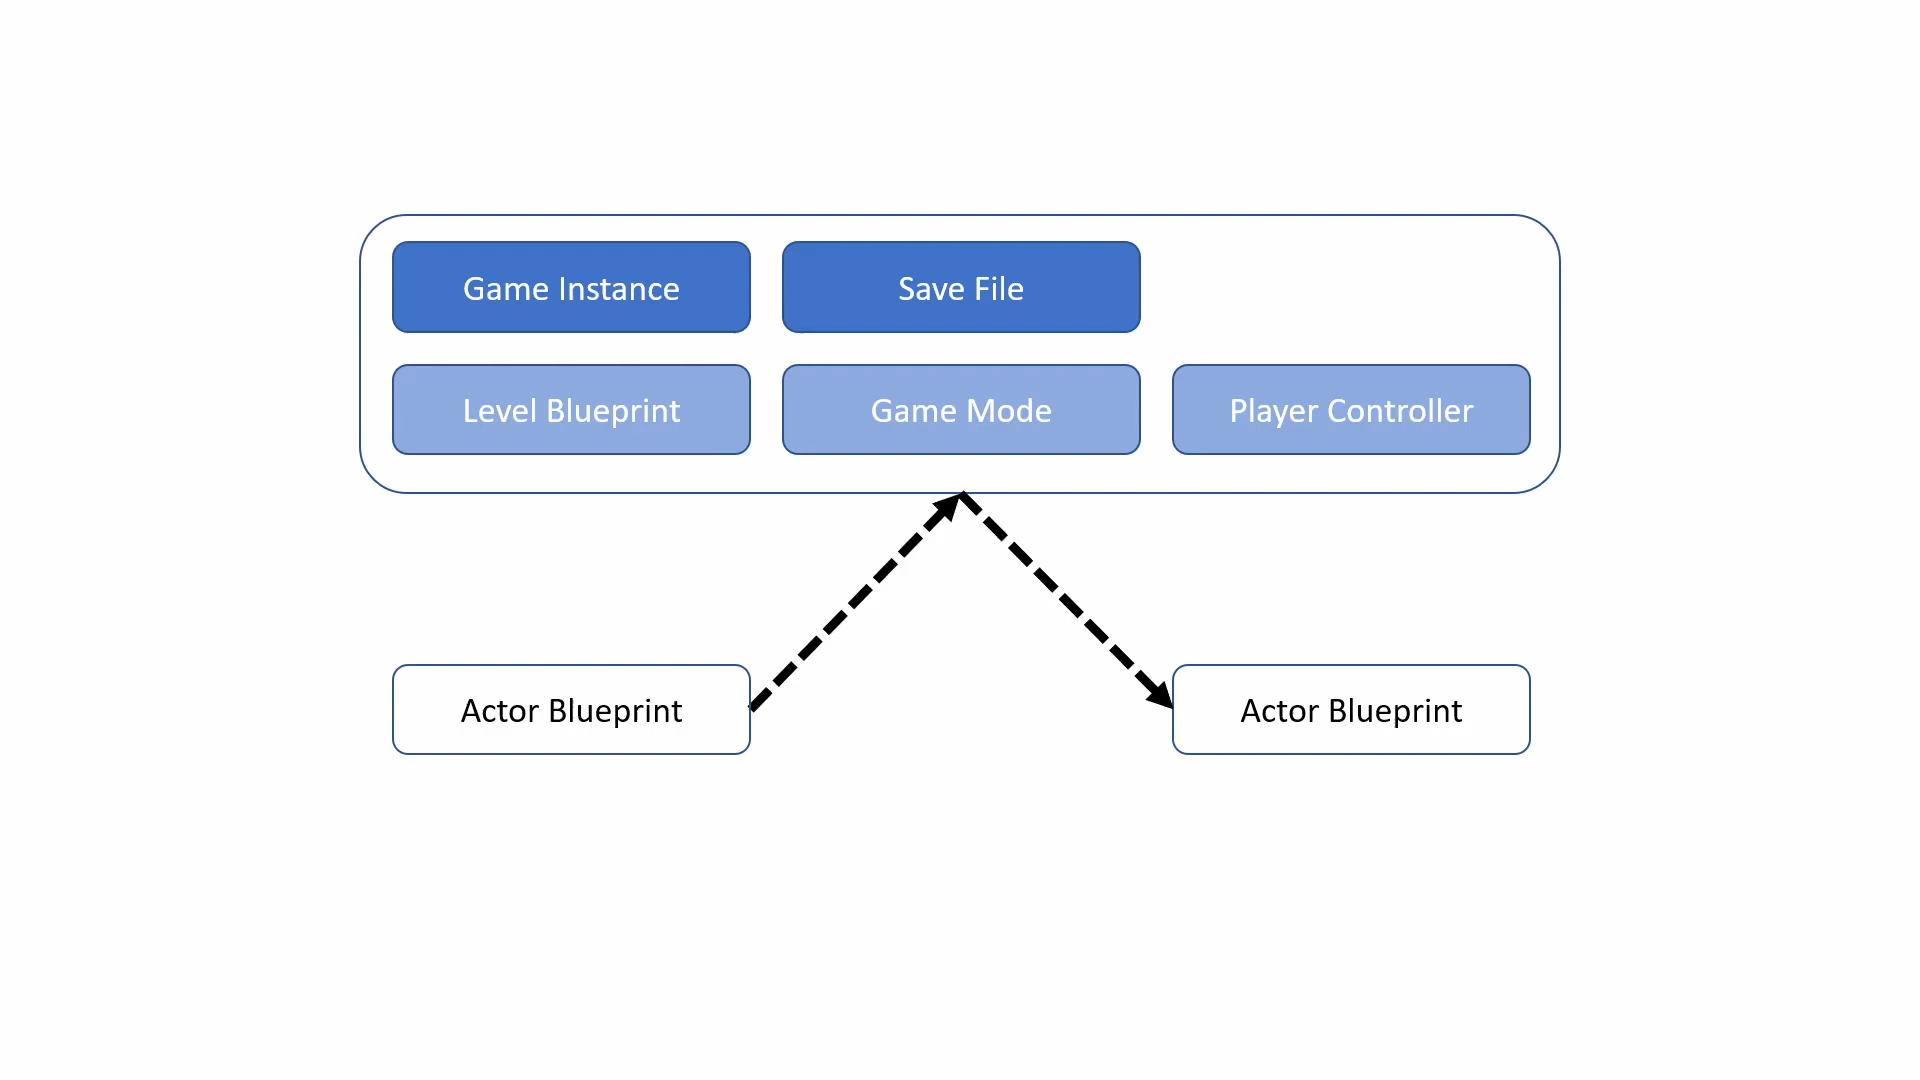 Game Instance
Save File
Level Blueprint
Game Mode
Player Controller
Actor Blueprint
Actor Blueprint